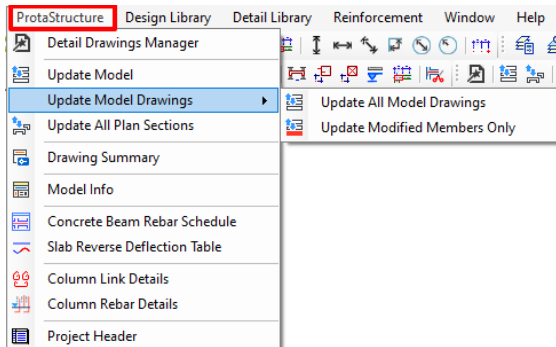 ProtaStructure Design Library Detail Library Reinforcement Window Help
Detail Drawings Manager
Update Model
Update Model Drawings
Update All Model Drawings
Update All Plan Sections
Update Modified Members Only
Drawing Summary
Model Info
Concrete Beam Rebar Schedule
Slab Reverse Deflection Table
Column Link Details
Column Rebar Details
Project Header